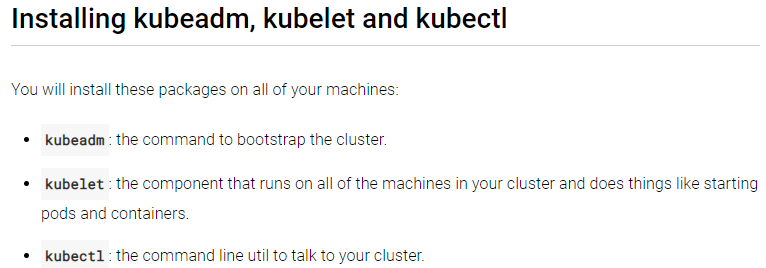 Installing kubeadm, kubelet and kubectl
You will install these packages on all of your machines:
kubeadm: the command to bootstrap the cluster.
kubelet: the component that runs on all of the machines in your cluster and does things like starting
pods and containers.
kubectl: the command line util to talk to your cluster.